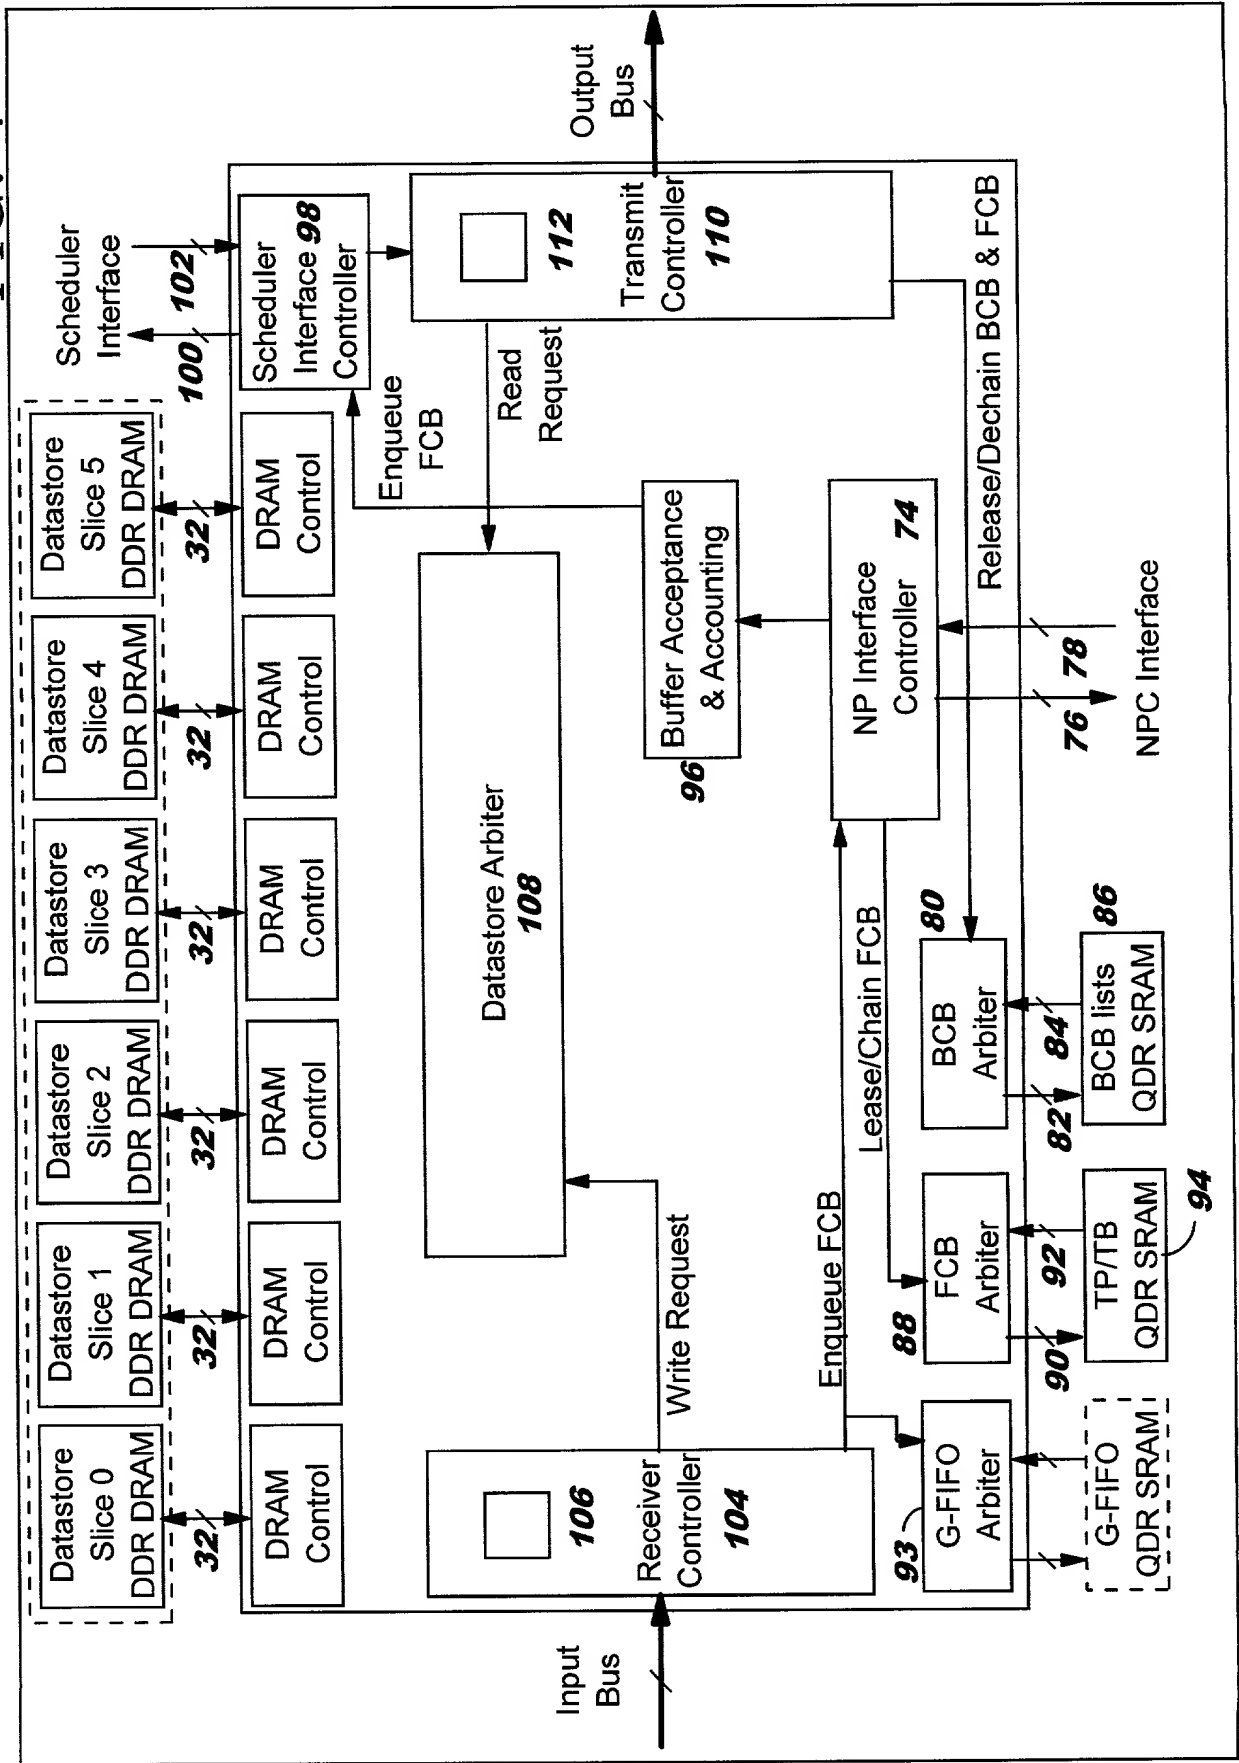 Datastore
Slice 0
DDR DRAM
Datastore
Slice 1
DDR DRAM
Datastore
Slice 2
DDR DRAM
Datastore
Slice 3
DDR DRAM
Datastore
Slice 4
DDR DRAM
Datastore
Slice 5
DDR DRAM
Scheduler
Interface
32
32
32
32
32
32
100
102
DRAM
Control
DRAM
Control
DRAM
Control
DRAM
Control
DRAM
Control
DRAM
Control
Scheduler
Interface 98
Controller
Enqueue
FCB
Input
Bus
106
Receiver
Controller
104
Write Request
Datastore Arbiter
108
Read
Request
112
Transmit
Controller
110
Output
Bus
Buffer Acceptance
& Accounting
96
Enqueue FCB
Lease/Chain FCB
NP Interface
Controller
74
93
G-FIFO
Arbiter
88
FCB
Arbiter
BCB
Arbiter
80
Release/Dechain BCB & FCB
90
92
82
84
76
78
G-FIFO
QDR SRAM
TP/TB
QDR SRAM
94
BCB lists
QDR SRAM
86
NPC Interface